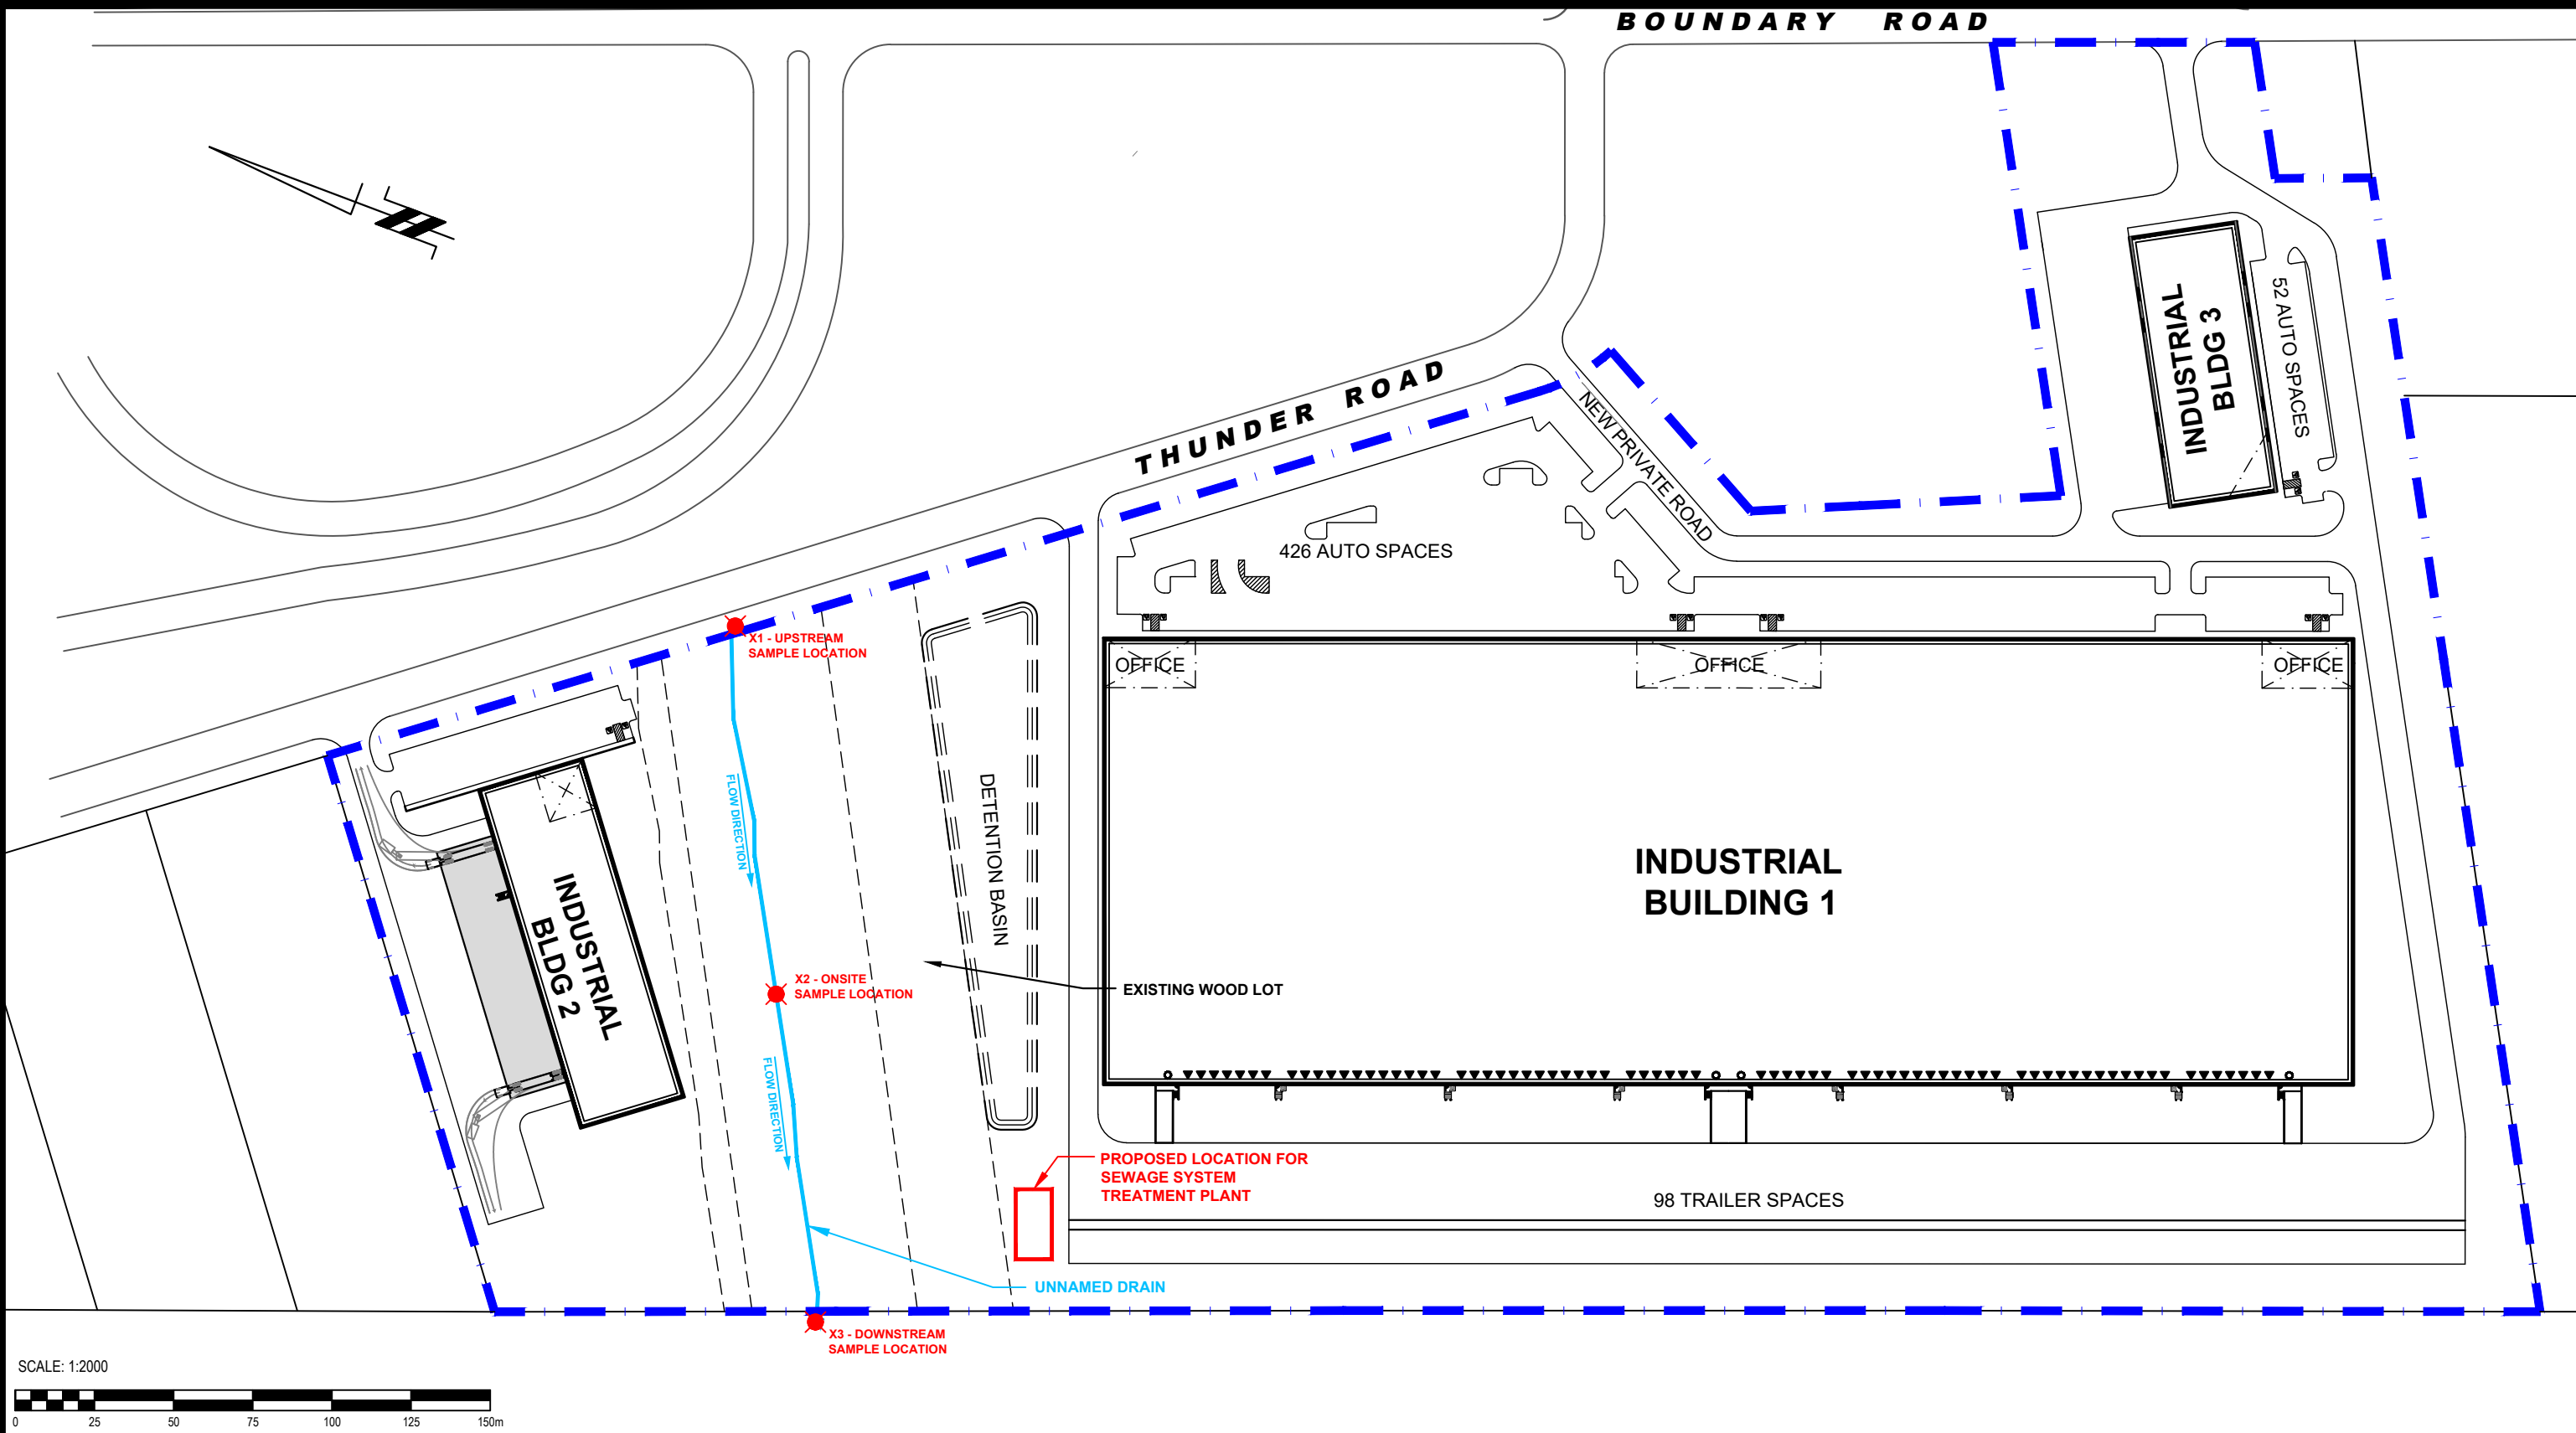 BOUNDARY ROAD
THUNDER ROAD
NEW PRIVATE ROAD
INDUSTRIAL
BLDG 3
52 AUTO SPACES
426 AUTO SPACES
X1 - UPSTREAM
SAMPLE LOCATION
OFFICE
OFFICE
OFFICE
FLOW DIRECTION
DETENTION BASIN
INDUSTRIAL
BUILDING 1
INDUSTRIAL
BLDG 2
X2 - ONSITE
SAMPLE LOCATION
EXISTING WOOD LOT
FLOW DIRECTION
PROPOSED LOCATION FOR
SEWAGE SYSTEM
TREATMENT PLANT
98 TRAILER SPACES
UNNAMED DRAIN
X3 - DOWNSTREAM
SAMPLE LOCATION
SCALE: 1:2000
0 25 50 75 100 125 150m